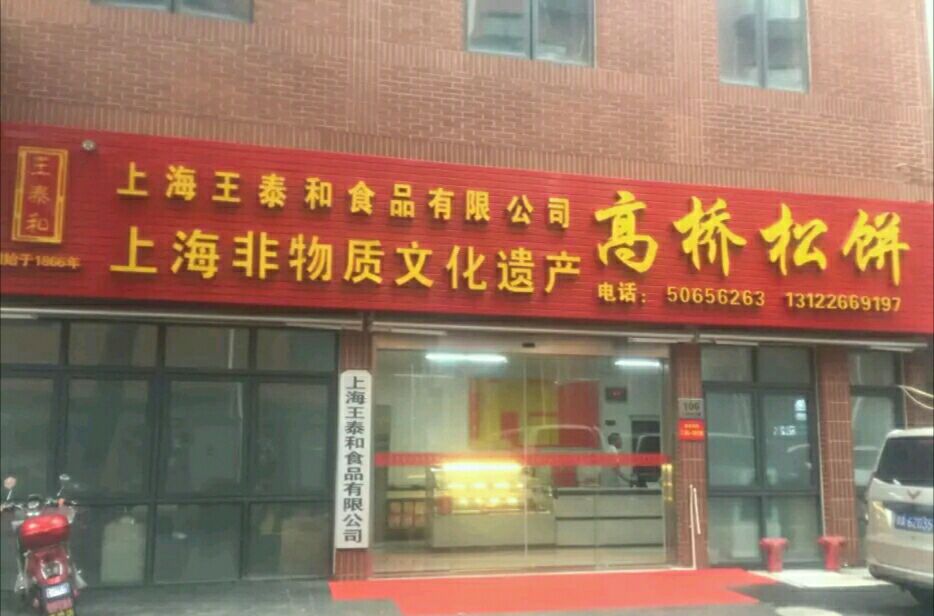 王泰和
始于1866年
上海王泰和食品有限公司
上海非物质文化遗产
高桥松饼
电话： 50656263 13122669197
上海王泰和食品有限公司
106